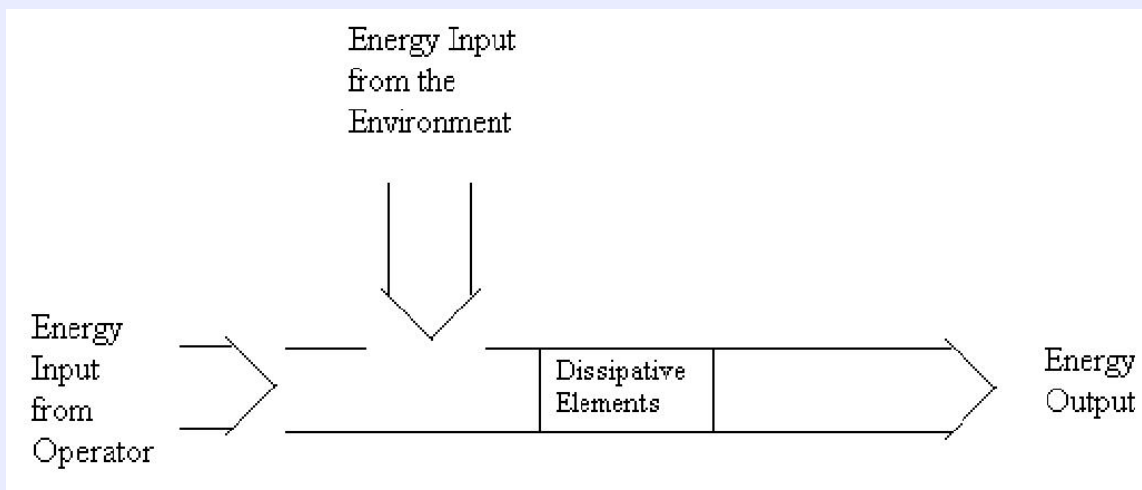 Energy Input
from the
Environment
Energy
Input
from
Operator
Dissipative
Elements
Energy
Output